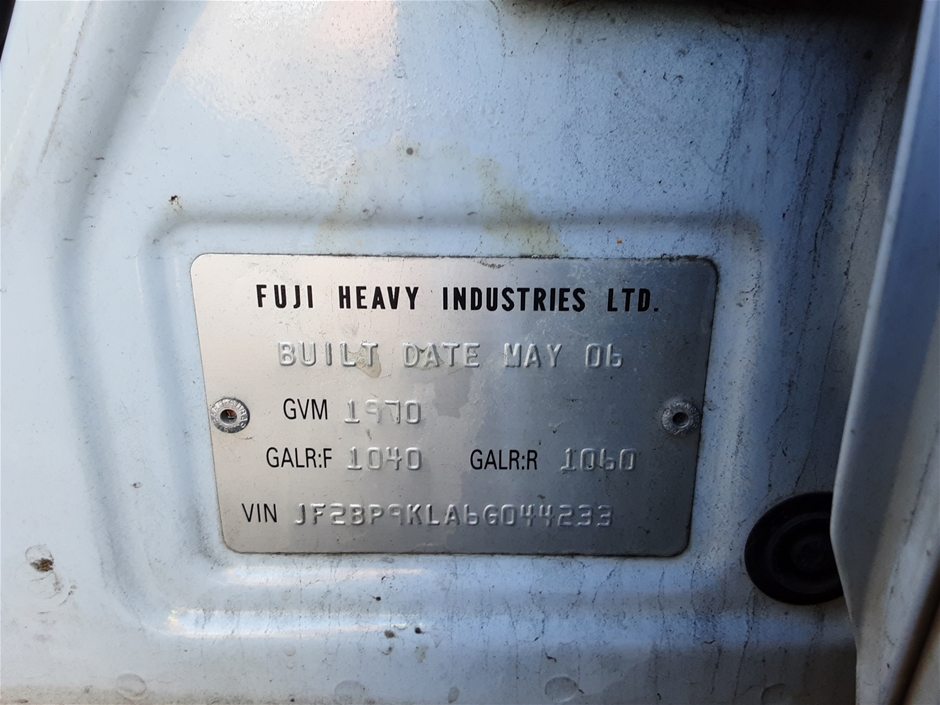 FUJI HEAVY INDUSTRIES LTD.
BUILT DATE MAY 06
GVM 1970
GALR:F 1040 GALR:R 1060
VIN JF2BP9KLA6G044233